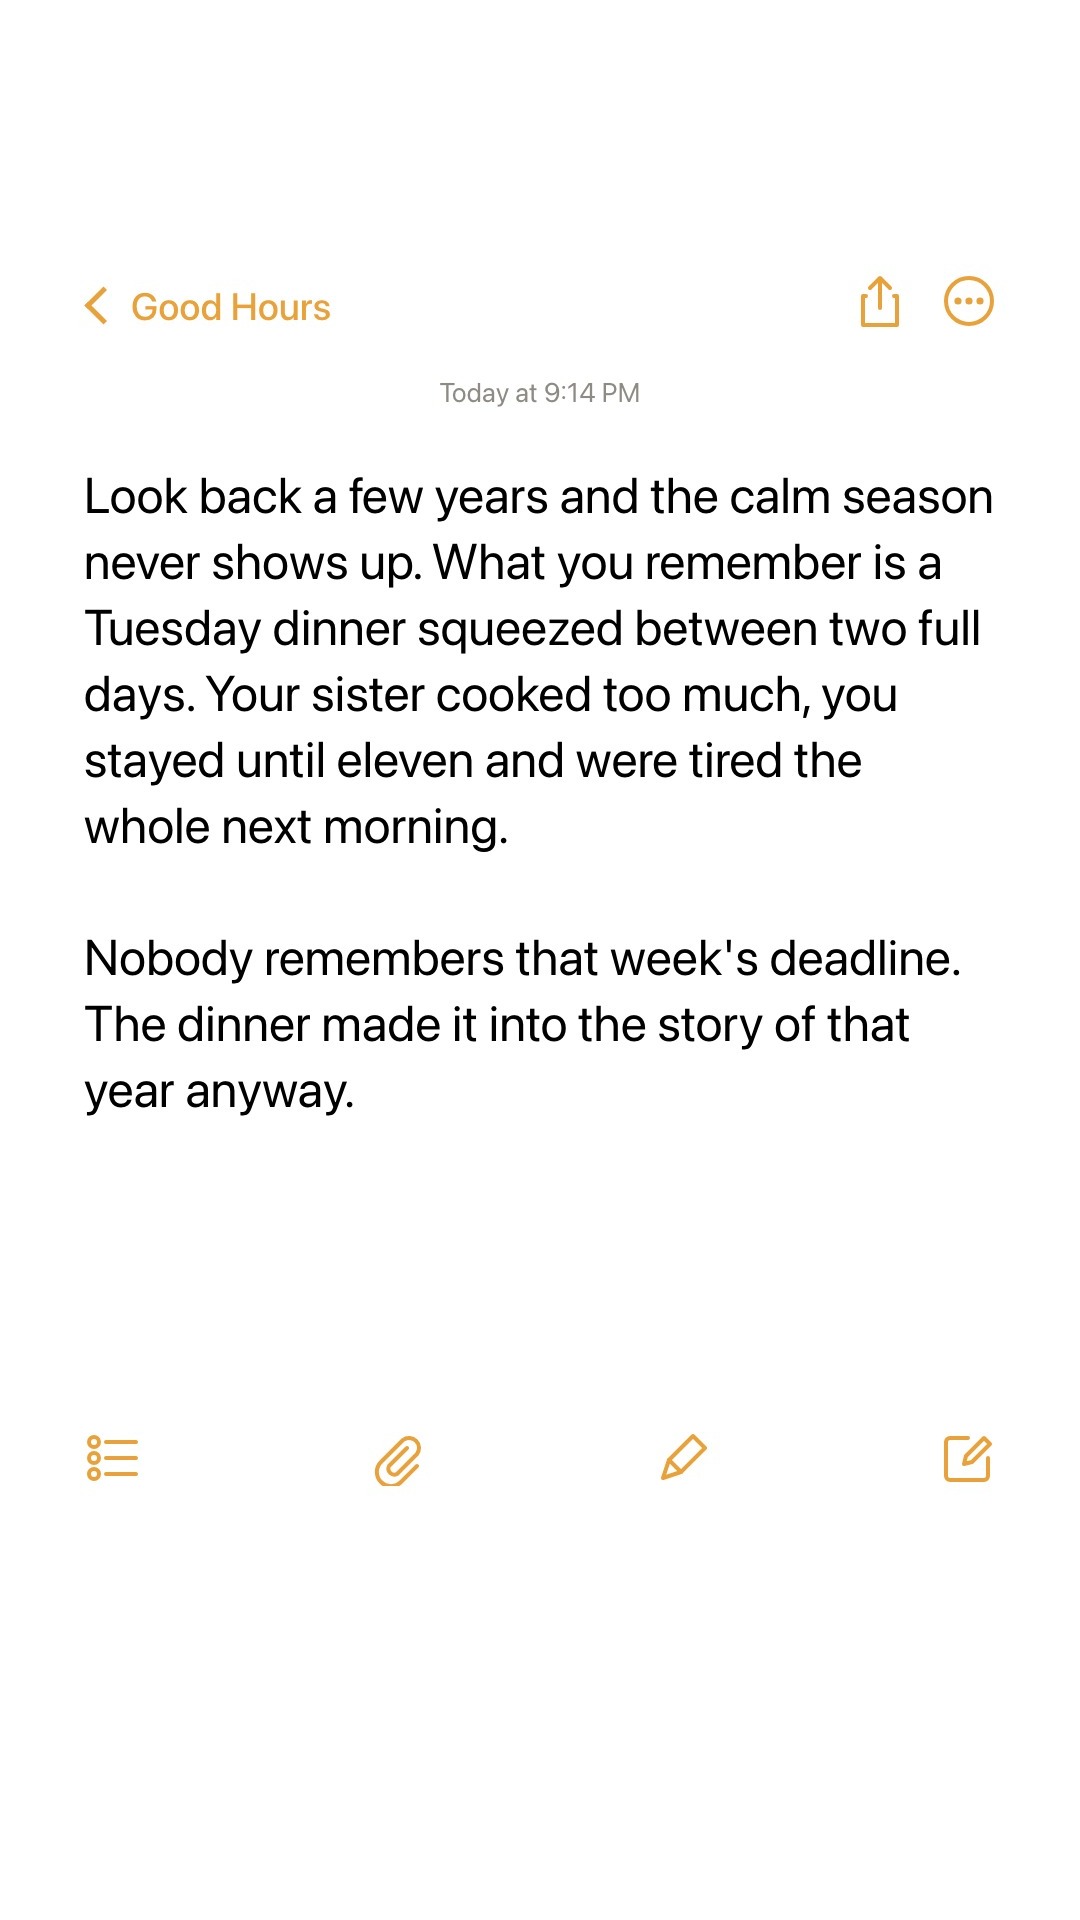 Good Hours
Today at 9:14 PM
Look back a few years and the calm season
never shows up. What you remember is a
Tuesday dinner squeezed between two full
days. Your sister cooked too much, you
stayed until eleven and were tired the
whole next morning.
Nobody remembers that week's deadline.
The dinner made it into the story of that
year anyway.